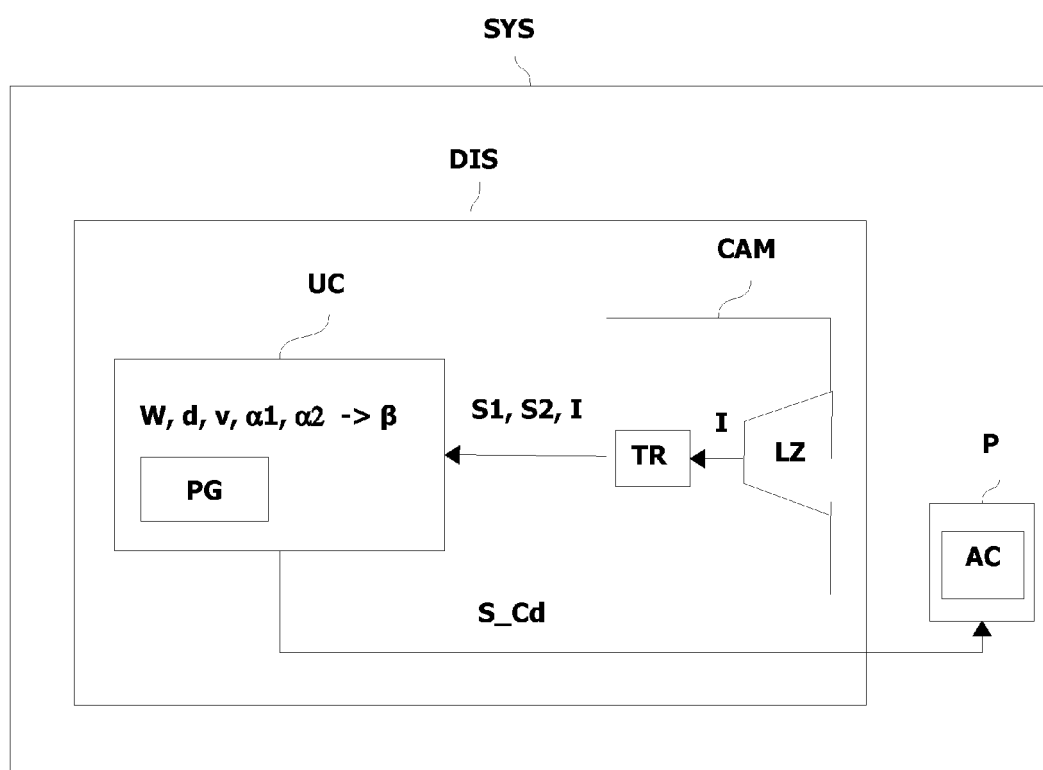 SYS
DIS
CAM
UC
W, d, v, α1, α2 -> β
S1, S2, I
I
TR
LZ
P
PG
AC
S_Cd